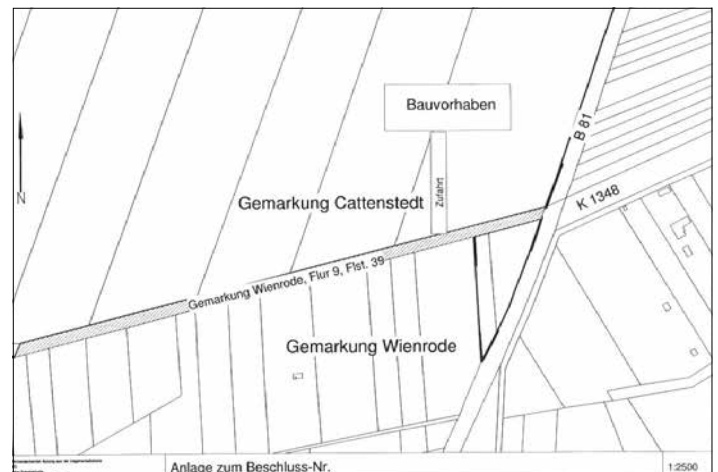 Bauvorhaben
B 81
N
Zufahrt
Gemarkung Cattenstedt
K 1348
Gemarkung Wienrode, Flur 9, Flst. 39
Gemarkung Wienrode
Anlage zum Beschluss-Nr.
1:2500